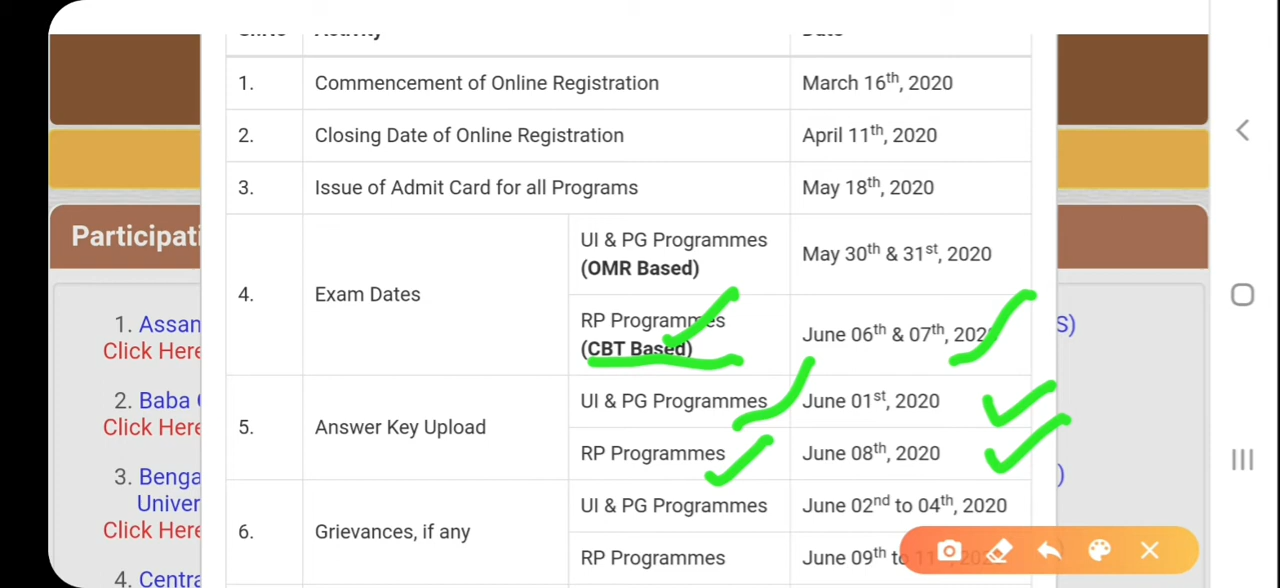 Activity
Date
1. Commencement of Online Registration March 16th, 2020
2. Closing Date of Online Registration April 11th, 2020
3. Issue of Admit Card for all Programs May 18th, 2020
4. Exam Dates
UI & PG Programmes
(OMR Based)
May 30th & 31st, 2020
RP Programmes
(CBT Based)
June 06th & 07th, 2020
5. Answer Key Upload
UI & PG Programmes June 01st, 2020
RP Programmes June 08th, 2020
6. Grievances, if any
UI & PG Programmes June 02nd to 04th, 2020
RP Programmes June 09th to 11th, 2020
Participati
1. Assan
Click Here
2. Baba
Click Here
3. Benga
Univer
Click Here
4. Centra
S)
)